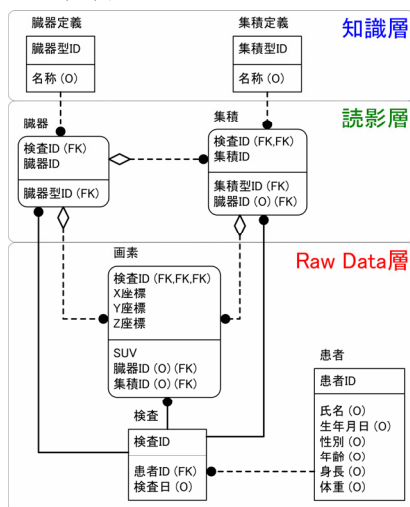 臓器定義
臓器型ID
名称(O)
集積定義
集積型ID
名称(O)
知識層
臓器
検査ID(FK)
臓器ID
臓器型ID(FK)
集積
検査ID(FK,FK)
集積ID
集積型ID(FK)
臓器ID(O)(FK)
読影層
Raw Data層
画素
検査ID(FK,FK,FK)
X座標
Y座標
Z座標
SUV
臓器ID(O)(FK)
集積ID(O)(FK)
検査
検査ID
患者ID(FK)
検査日(O)
患者
患者ID
氏名(O)
生年月日(O)
性別(O)
年齢(O)
身長(O)
体重(O)